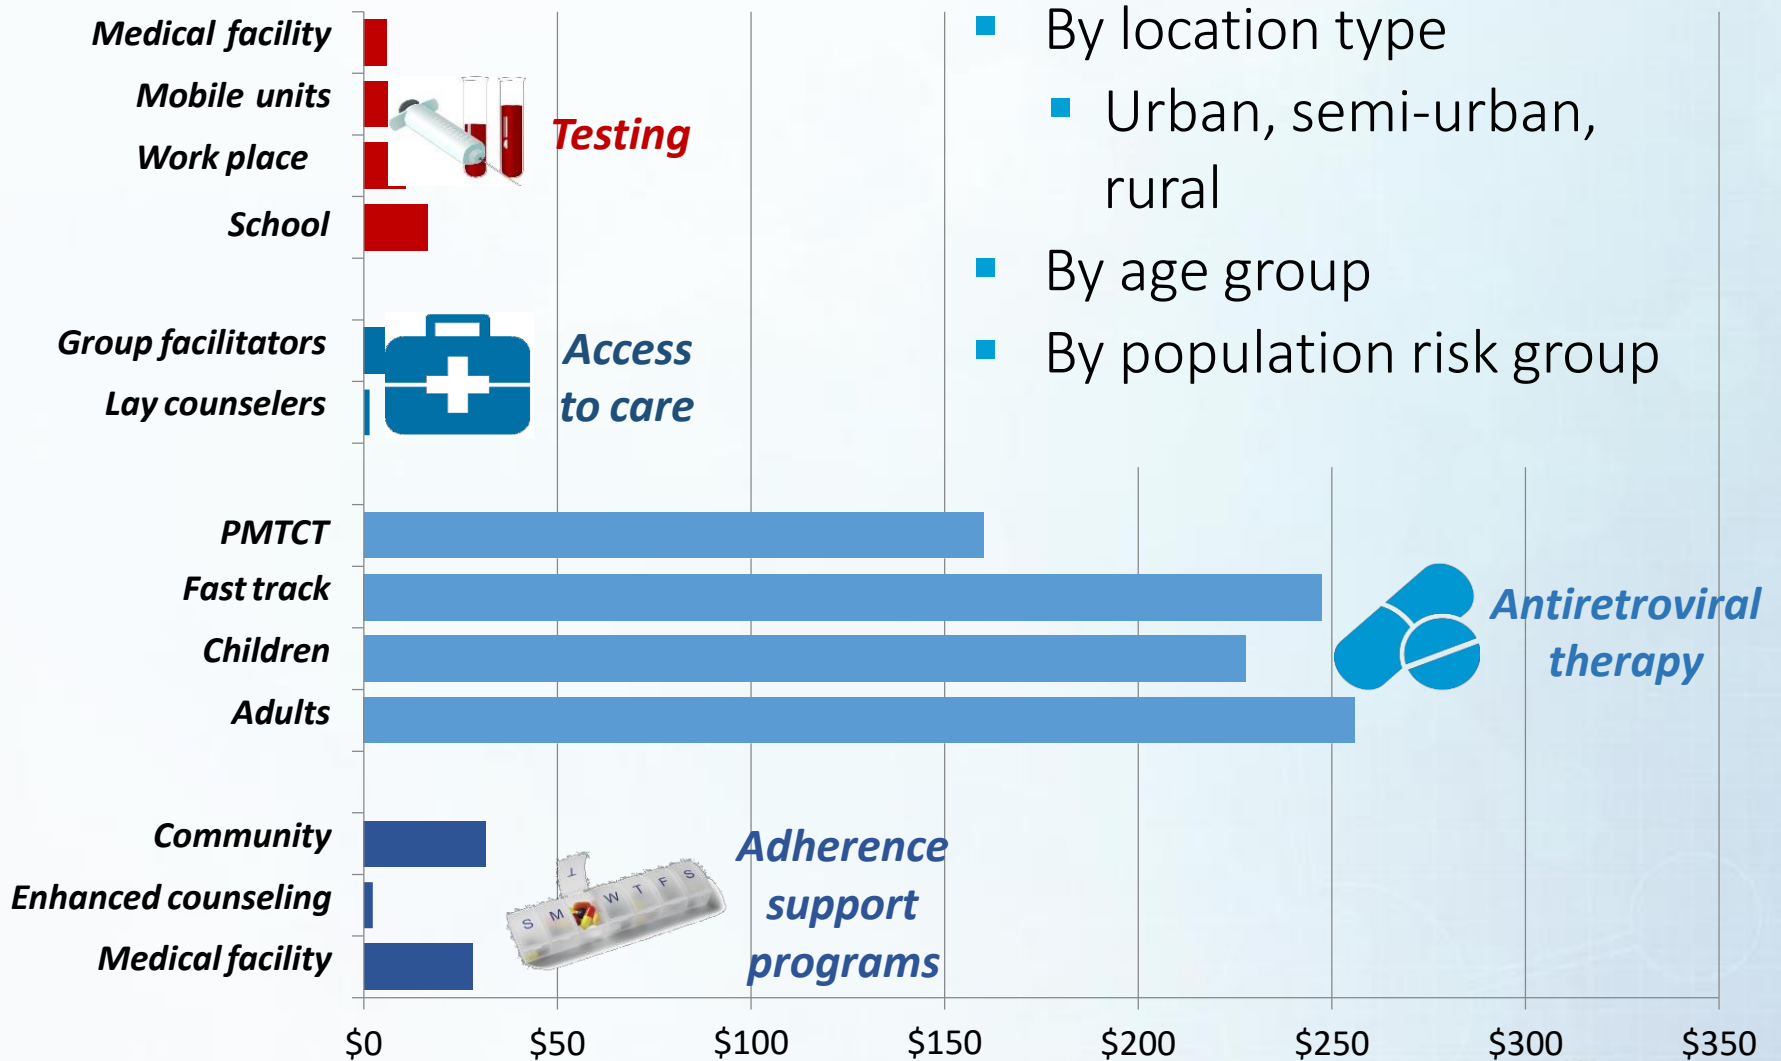 Medical facility
Mobile units
Work place
School
Testing
Group facilitators
Lay counselers
Access
to care
PMTCT
Fast track
Children
Adults
Antiretroviral
therapy
Community
Enhanced counseling
Medical facility
Adherence
support
programs
S M W T F S
T
$0 $50 $100 $150 $200 $250 $300 $350
By location type
Urban, semi-urban,
rural
By age group
By population risk group